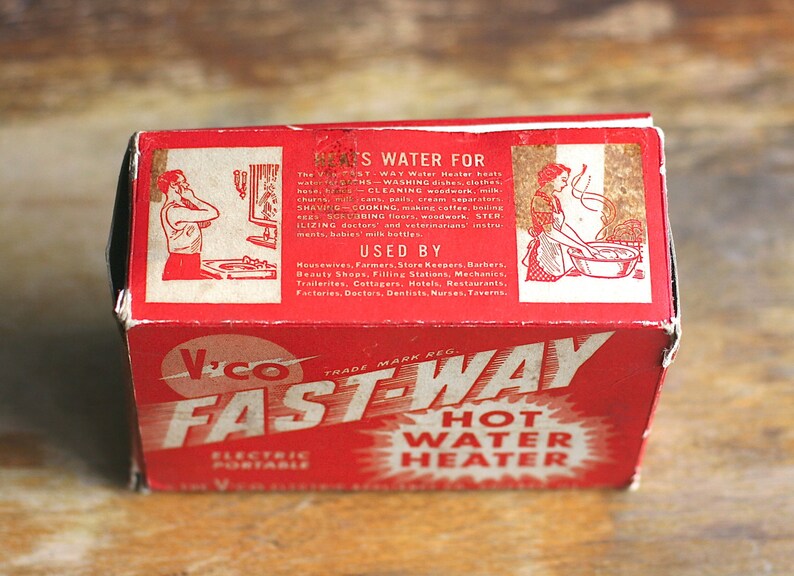 HEATS WATER FOR
The V'co FAST-WAY Water Heater heats
water for BATHS—WASHING dishes, clothes,
hose, hands—CLEANING woodwork, milk-
churns, milk cans, pails, cream separators.
SHAVING—COOKING, making coffee, boiling
eggs. SCRUBBING floors, woodwork. STER-
ILIZING doctors' and veterinarians' instru-
ments, babies' milk bottles.
USED BY
Housewives, Farmers, Store Keepers, Barbers,
Beauty Shops, Filling Stations, Mechanics,
Trailerites, Cottagers, Hotels, Restaurants,
Factories, Doctors, Dentists, Nurses, Taverns.
V'CO
TRADE MARK REG.
FAST-WAY
HOT
WATER
HEATER
ELECTRIC
PORTABLE
THE V'CO ELECTRIC